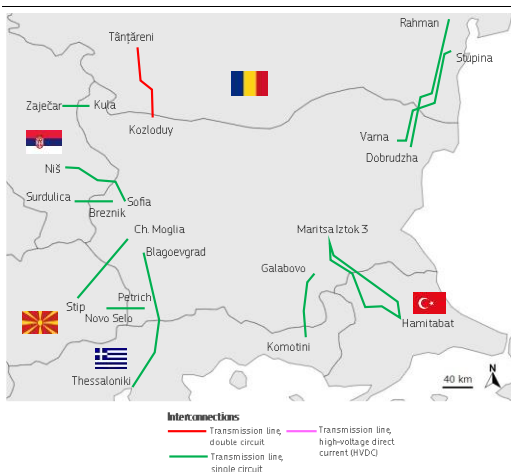 Rahman
Tânțăreni
Stupina
Zaječar
Kula
Kozloduy
Varna
Dobrudzha
Niš
Surdulica
Sofia
Breznik
Ch. Moglia
Maritsa Iztok 3
Blagoevgrad
Galabovo
Stip
Petrich
Novo Selo
Hamitabat
Komotini
Thessaloniki
40 km
N
Interconnections
Transmission line,
double circuit
Transmission line,
high-voltage direct
current (HVDC)
Transmission line,
single circuit